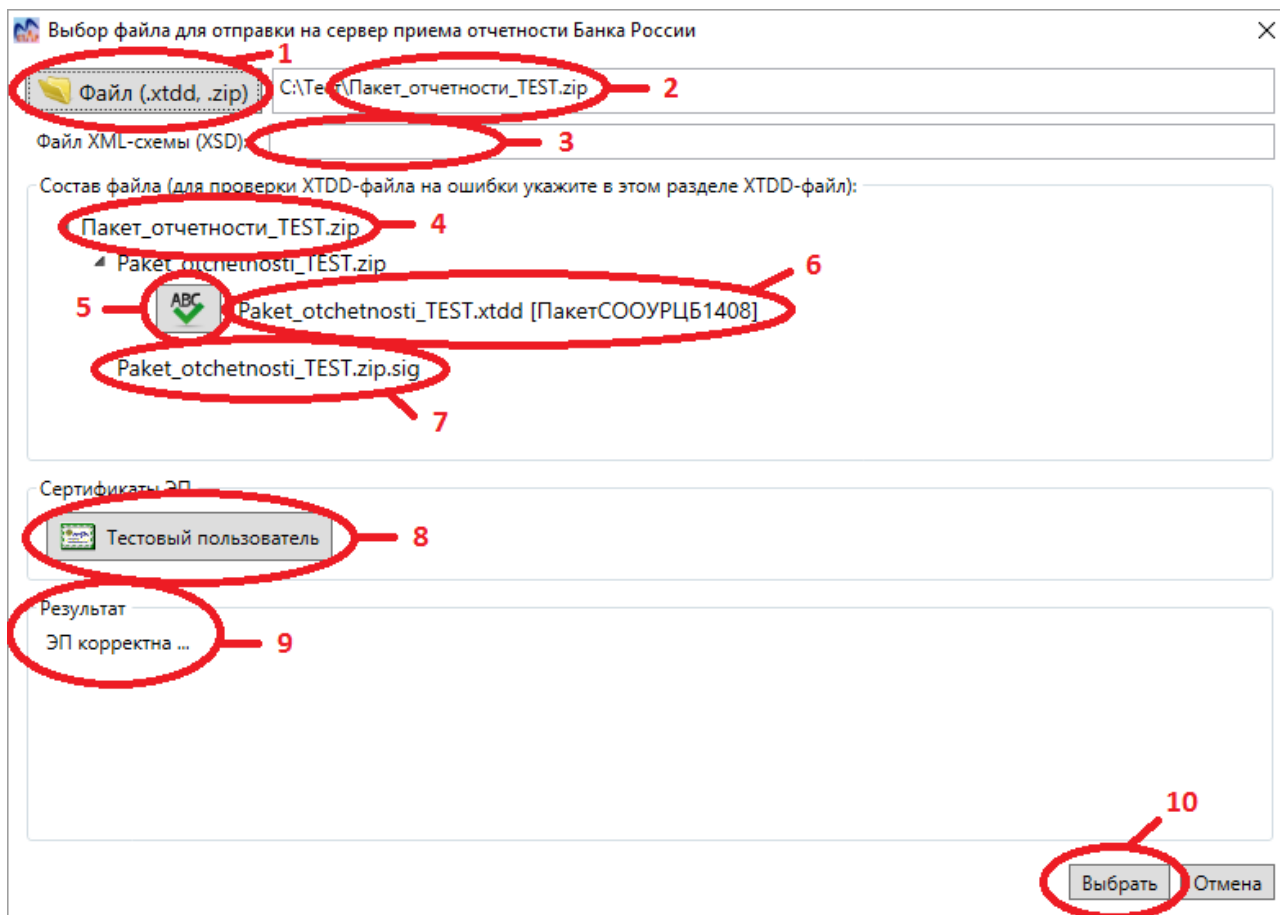 Выбор файла для отправки на сервер приема отчетности Банка России
1
Файл (.xtdd, .zip) C:\Тест\Пакет_отчетности_TEST.zip 2
Файл XML-схемы (XSD): 3
Состав файла (для проверки XTDD-файла на ошибки укажите в этом разделе XTDD-файл):
Пакет_отчетности_TEST.zip 4
Paket_otchetnosti_TEST.zip 6
5 ABC Paket_otchetnosti_TEST.xtdd [ПакетСООУРЦБ1408]
Paket_otchetnosti_TEST.zip.sig
7
Сертификаты ЭП
Тестовый пользователь 8
Результат
ЭП корректна ... 9
10
Выбрать Отмена